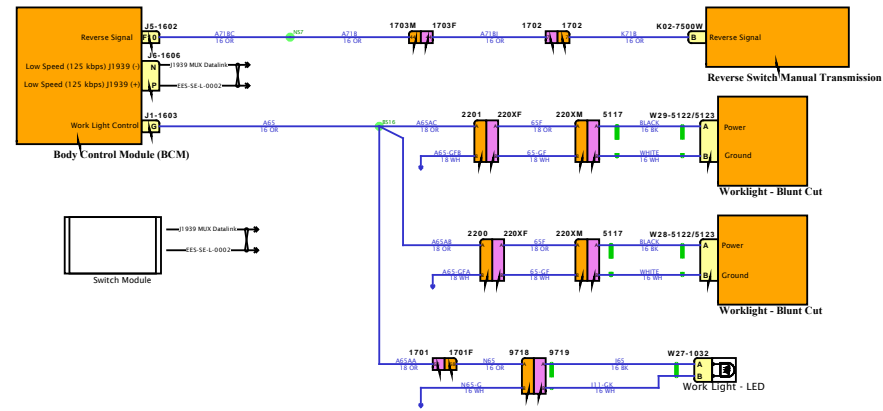 J5-1602
Reverse Signal
F 0
A718C
16 OR
NS7
A718
16 OR
1703M 1703F
A718J
16 OR
1702 1702
K718
16 OR
K02-7500W
B
Reverse Signal
Reverse Switch Manual Transmission
J6-1606
Low Speed (125 kbps) J1939 (-)
N
J1939 MUX Datalink
Low Speed (125 kbps) J1939 (+)
P
EES-SE-L-0002
J1-1603
Work Light Control
G
A65
16 OR
Body Control Module (BCM)
BS16
A65AC
18 OR
2201 220XF
65F
18 OR
220XM 5117
BLACK
16 BK
W29-5122/5123
A
Power
A65-GFB
18 WH
65-GF
18 WH
WHITE
16 WH
B
Ground
Worklight - Blunt Cut
J1939 MUX Datalink
EES-SE-L-0002
Switch Module
A65AB
18 OR
2200 220XF
65F
18 OR
220XM 5117
BLACK
16 BK
W28-5122/5123
A
Power
A65-GFA
18 WH
65-GF
18 WH
WHITE
16 WH
B
Ground
Worklight - Blunt Cut
A65AA
18 OR
1701 1701F
N65
16 OR
9718 9719
J65
16 BK
W27-1032
A
N65-G
16 WH
J11-GK
16 WH
B
Work Light - LED